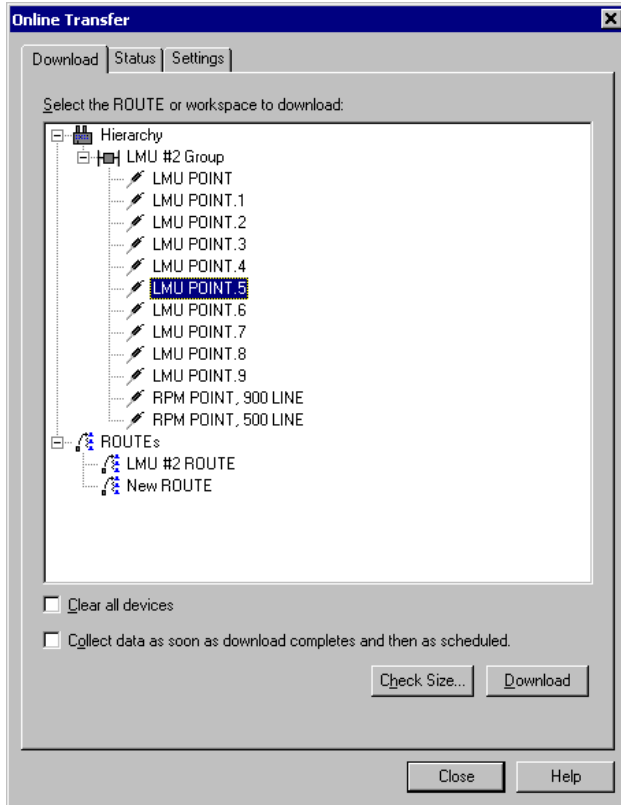 Online Transfer
Download Status Settings
Select the ROUTE or workspace to download:
Hierarchy
LMU #2 Group
LMU POINT
LMU POINT.1
LMU POINT.2
LMU POINT.3
LMU POINT.4
LMU POINT.5
LMU POINT.6
LMU POINT.7
LMU POINT.8
LMU POINT.9
RPM POINT, 900 LINE
RPM POINT, 500 LINE
ROUTEs
LMU #2 ROUTE
New ROUTE
Clear all devices
Collect data as soon as download completes and then as scheduled.
Check Size... Download
Close Help